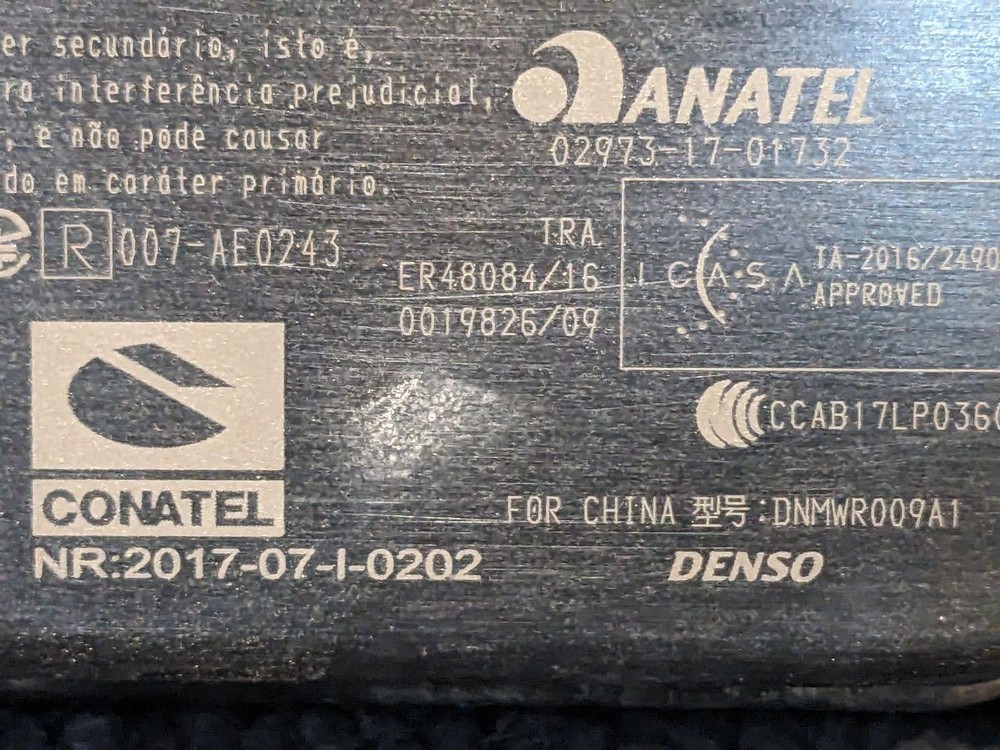 er secundário, isto é,
ra interferência prejudicial,
, e não pode causar
do em caráter primário.
ANATEL
02973-17-01732
R 007-AE0243
TRA
ER48084/16
0019826/09
ICASA TA-2016/2490
APPROVED
CCAB17LP036
CONATEL
NR:2017-07-I-0202
FOR CHINA 型号:DNMWR009A1
DENSO